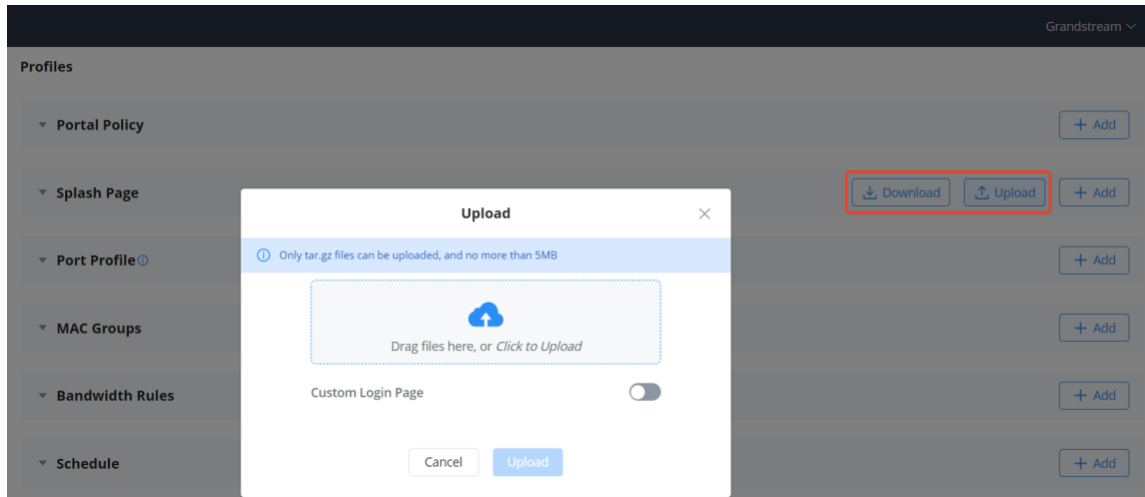 Grandstream
Profiles
Portal Policy
+ Add
Splash Page
Download
Upload
+ Add
Upload
Only tar.gz files can be uploaded, and no more than 5MB
Port Profile
+ Add
Drag files here, or Click to Upload
MAC Groups
+ Add
Custom Login Page
Bandwidth Rules
+ Add
Cancel
Upload
Schedule
+ Add